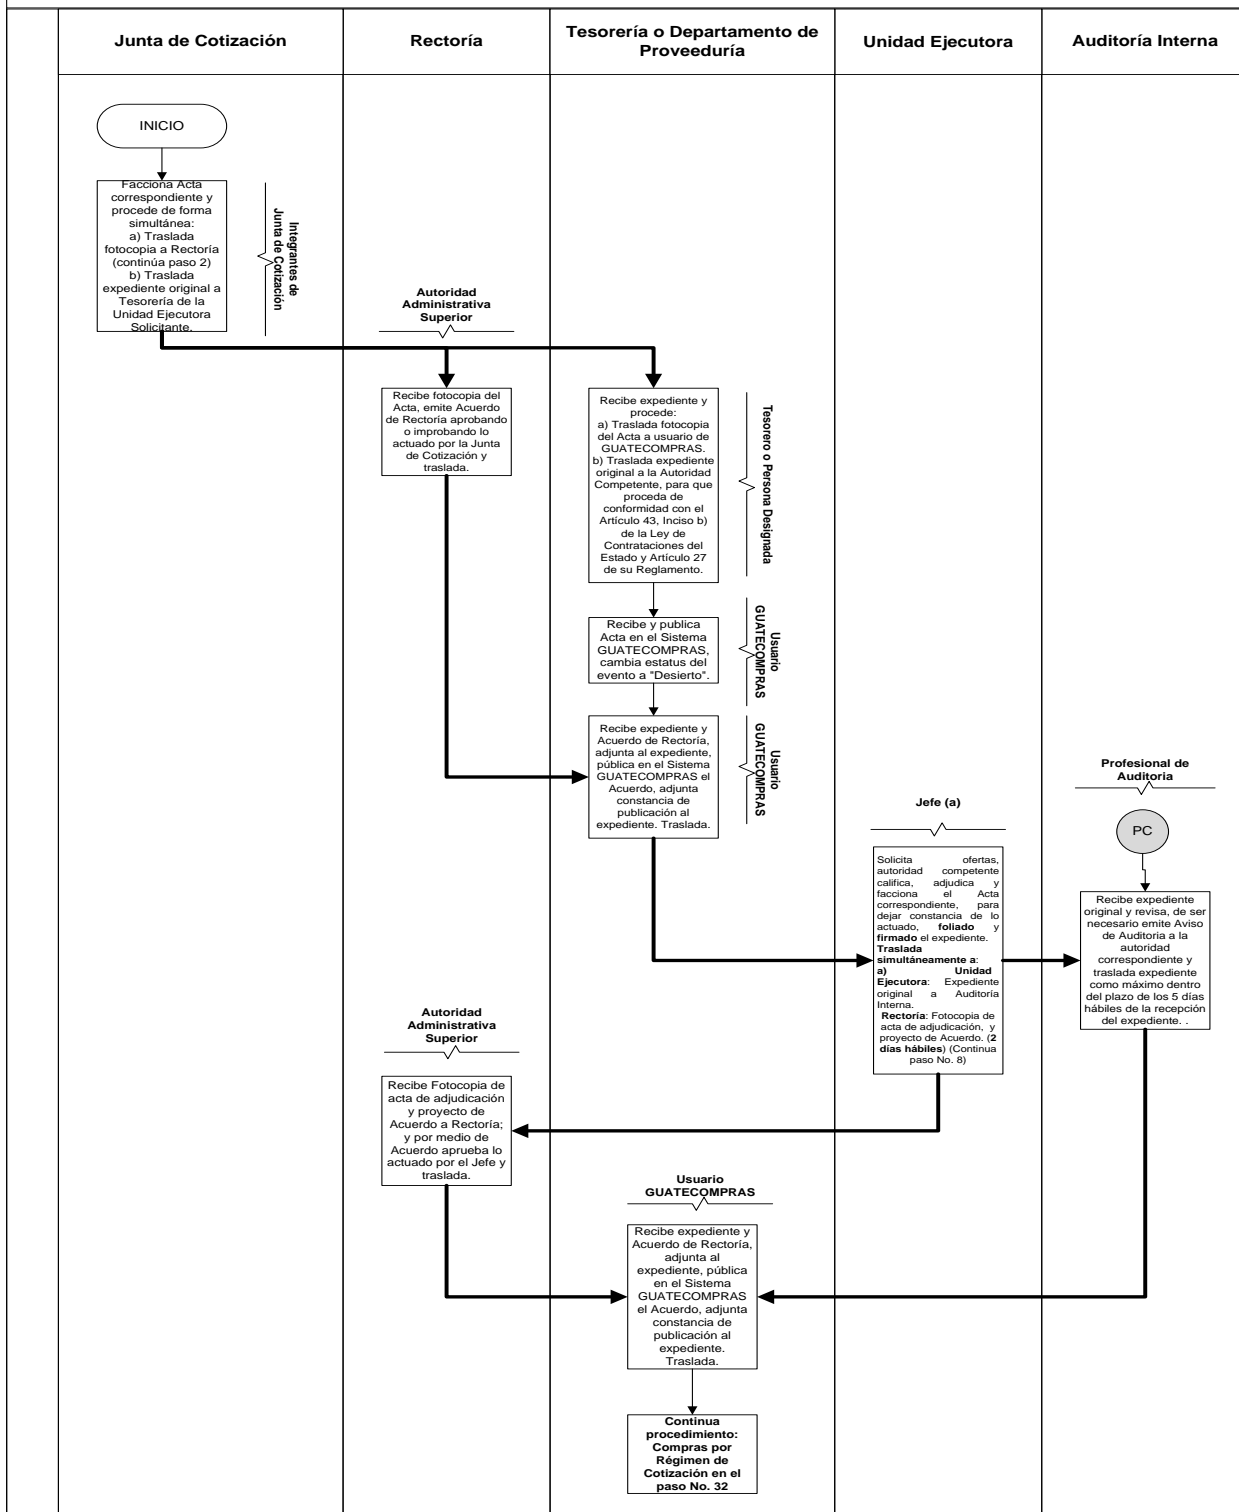 Junta de Cotización
Rectoría
Tesorería o Departamento de
Proveeduría
Unidad Ejecutora
Auditoría Interna
INICIO
Facciona Acta
correspondiente y
procede de forma
simultánea:
a) Traslada
fotocopia a Rectoría
(continúa paso 2)
b) Traslada
expediente original a
Tesorería de la
Unidad Ejecutora
Solicitante.
Integrantes de
Junta de Cotización
Autoridad
Administrativa
Superior
Recibe fotocopia del
Acta, emite Acuerdo
de Rectoría aprobando
o improbando lo
actuado por la Junta
de Cotización y
traslada.
Recibe expediente y
procede:
a) Traslada fotocopia
del Acta a usuario de
GUATECOMPRAS.
b) Traslada expediente
original a la Autoridad
Competente, para que
proceda de
conformidad con el
Artículo 43, Inciso b)
de la Ley de
Contrataciones del
Estado y Artículo 27
de su Reglamento.
Tesorero o Persona Designada
Recibe y publica
Acta en el Sistema
GUATECOMPRAS,
cambia estatus del
evento a "Desierto".
Usuario
GUATECOMPRAS
Recibe expediente y
Acuerdo de Rectoría,
adjunta al expediente,
pública en el Sistema
GUATECOMPRAS el
Acuerdo, adjunta
constancia de
publicación al
expediente. Traslada.
Usuario
GUATECOMPRAS
Jefe (a)
Solicita ofertas,
autoridad competente
califica, adjudica y
facciona el Acta
correspondiente, para
dejar constancia de lo
actuado, foliado y
firmado el expediente.
Traslada
simultáneamente a:
a) Unidad
Ejecutora: Expediente
original a Auditoría
Interna.
Rectoría: Fotocopia de
acta de adjudicación, y
proyecto de Acuerdo. (2
días hábiles) (Continua
paso No. 8)
Profesional de
Auditoria
PC
Recibe expediente
original y revisa, de ser
necesario emite Aviso
de Auditoria a la
autoridad
correspondiente y
traslada expediente
como máximo dentro
del plazo de los 5 días
hábiles de la recepción
del expediente. .
Autoridad
Administrativa
Superior
Recibe Fotocopia de
acta de adjudicación
y proyecto de
Acuerdo a Rectoría;
y por medio de
Acuerdo aprueba lo
actuado por el Jefe y
traslada.
Usuario
GUATECOMPRAS
Recibe expediente y
Acuerdo de Rectoría,
adjunta al
expediente, pública
en el Sistema
GUATECOMPRAS
el Acuerdo, adjunta
constancia de
publicación al
expediente.
Traslada.
Continua
procedimiento:
Compras por
Régimen de
Cotización en el
paso No. 32